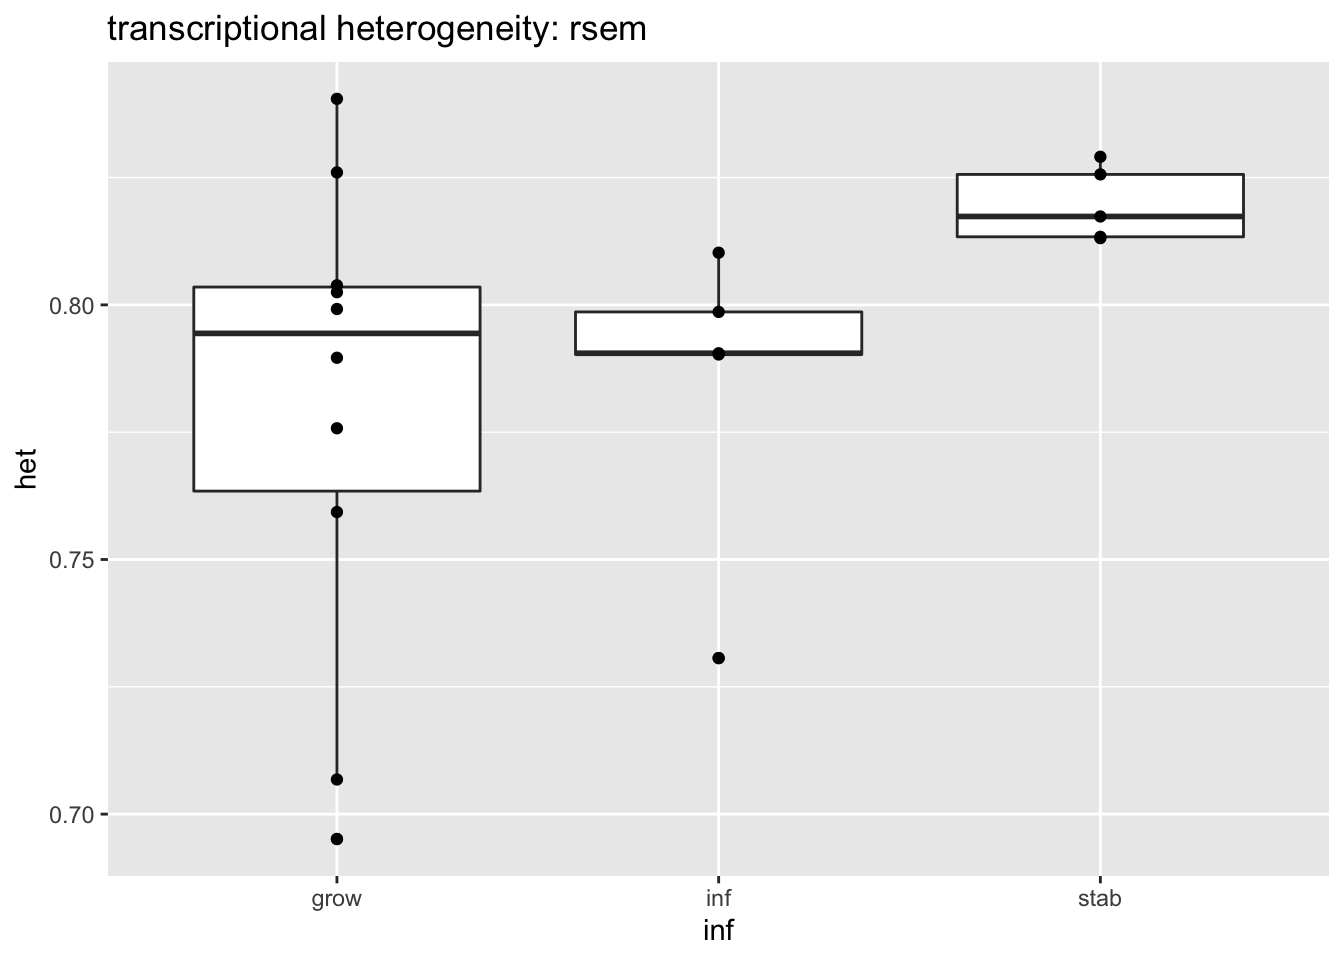 transcriptional heterogeneity: rsem
0.80
0.75
0.70
het
grow inf stab
inf